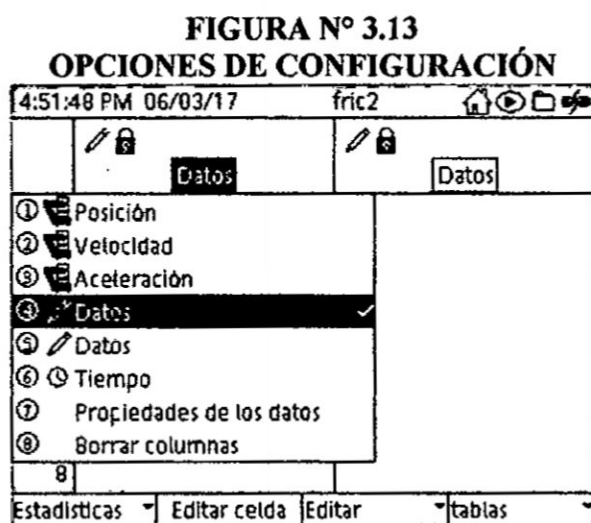 FIGURA N° 3.13
OPCIONES DE CONFIGURACIÓN
4:51:48 PM 06/03/17 fric2
Datos Datos
① Posición
② Velocidad
③ Aceleración
④ Datos
⑤ Datos
⑥ Tiempo
⑦ Propiedades de los datos
⑧ Borrar columnas
8
Estadisticas Editar celda Editar tablas